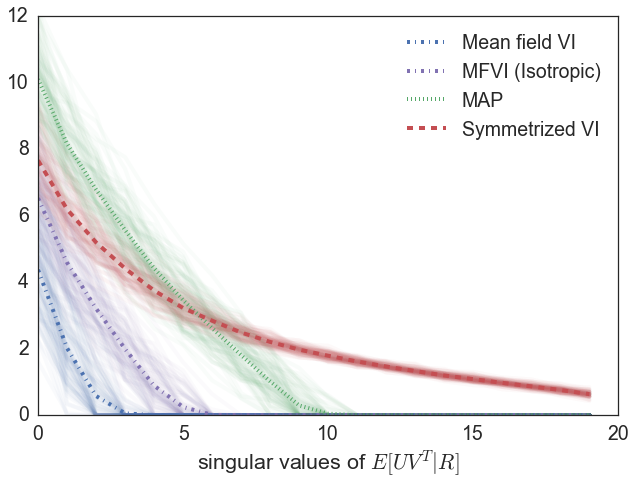 12
10
8
6
4
2
0
Mean field VI
MFVI (Isotropic)
MAP
Symmetrized VI
0 5 10 15 20
singular values of E[UV^T|R]